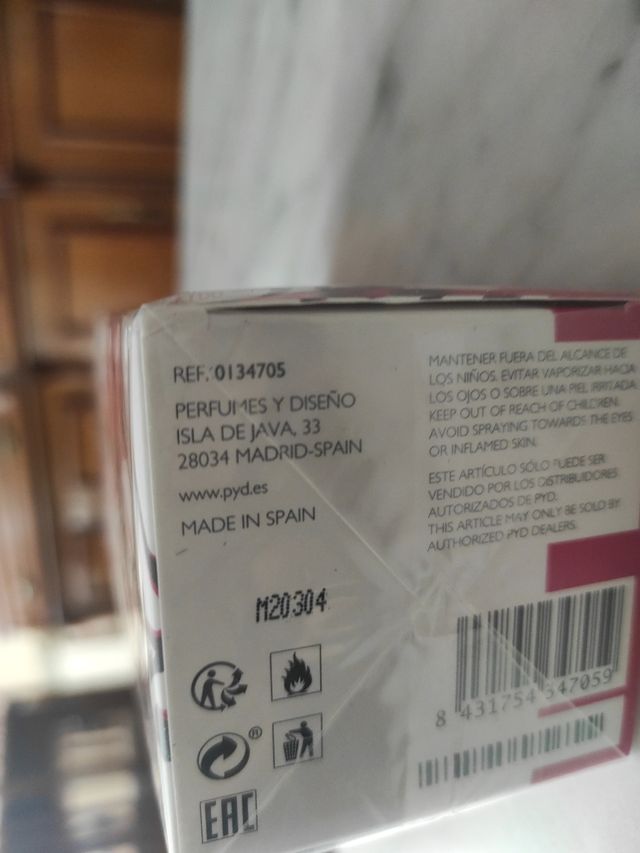 REF.: 0134705
PERFUMES Y DISEÑO
ISLA DE JAVA, 33
28034 MADRID-SPAIN
www.pyd.es
MADE IN SPAIN
M20304
EAC
MANTENER FUERA DEL ALCANCE DE
LOS NIÑOS. EVITAR VAPORIZAR HACIA
LOS OJOS O SOBRE UNA PIEL IRRITADA.
KEEP OUT OF REACH OF CHILDREN.
AVOID SPRAYING TOWARDS THE EYES
OR INFLAMED SKIN.
ESTE ARTÍCULO SÓLO PUEDE SER
VENDIDO POR LOS DISTRIBUIDORES
AUTORIZADOS DE PYD.
THIS ARTICLE MAY ONLY BE SOLD BY
AUTHORIZED PYD DEALERS.
8 431754 347059